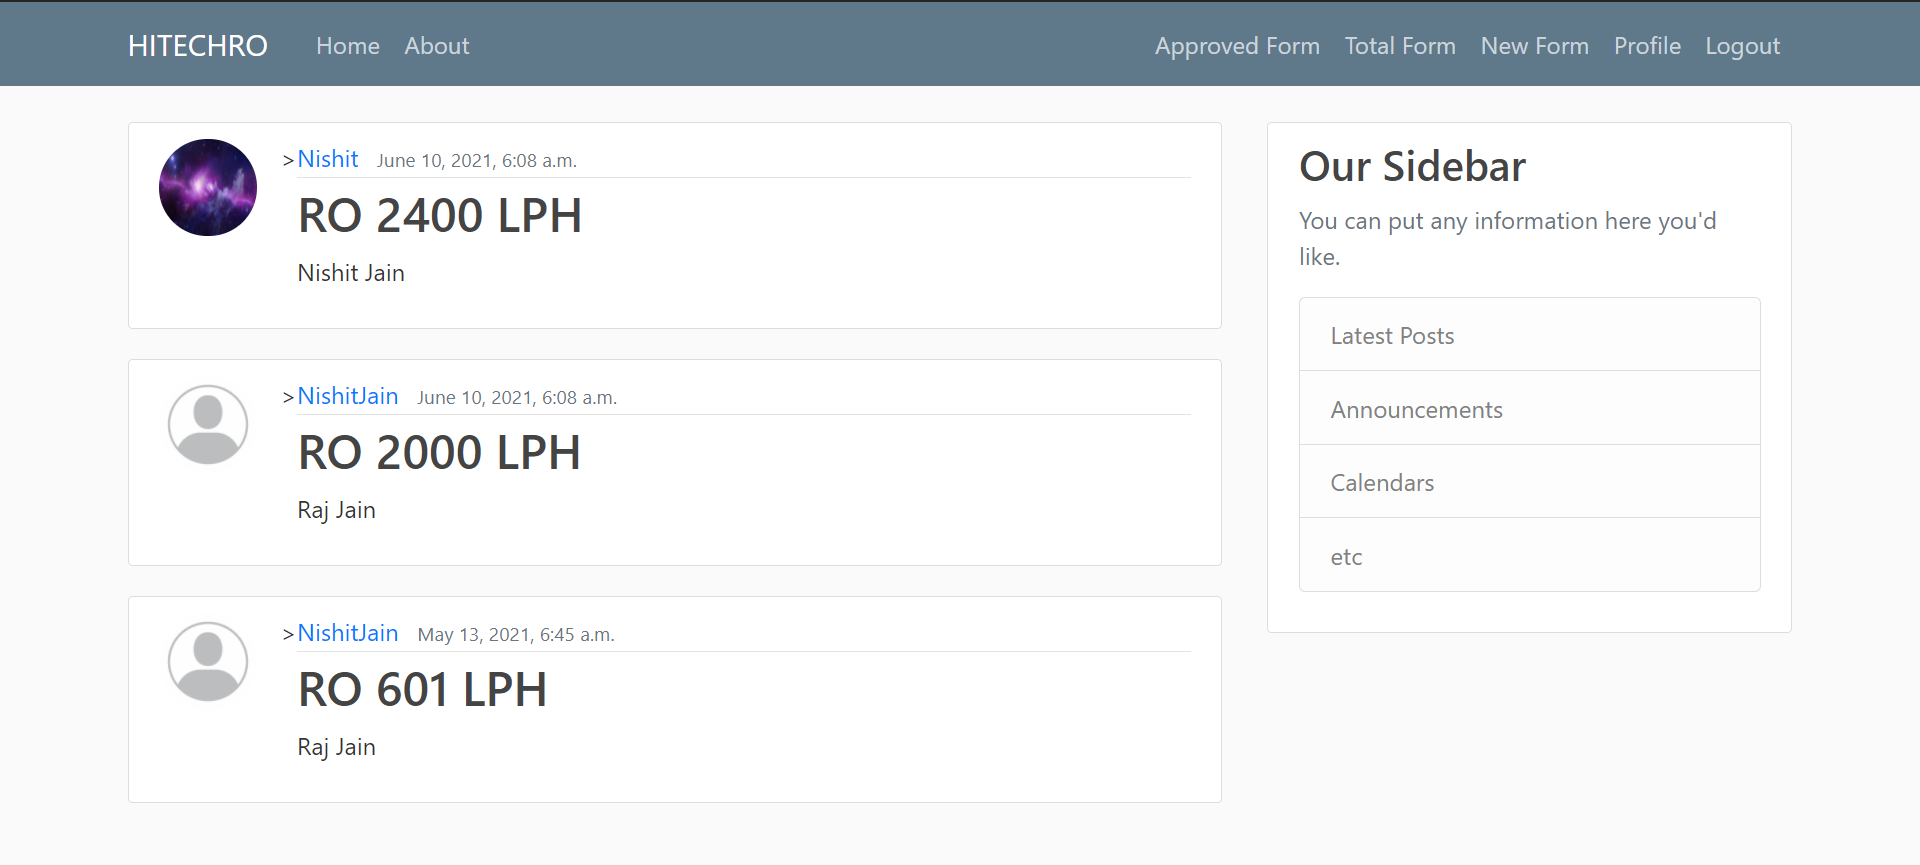 HITECHRO Home About Approved Form Total Form New Form Profile Logout
>Nishit June 10, 2021, 6:08 a.m.
RO 2400 LPH
Nishit Jain
>NishitJain June 10, 2021, 6:08 a.m.
RO 2000 LPH
Raj Jain
>NishitJain May 13, 2021, 6:45 a.m.
RO 601 LPH
Raj Jain
Our Sidebar
You can put any information here you'd
like.
Latest Posts
Announcements
Calendars
etc